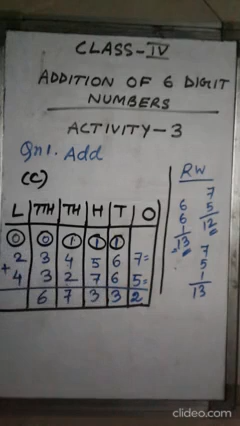 CLASS-IV
ADDITION OF 6 DIGIT
NUMBERS
ACTIVITY-3
Qn1. Add
(C)
L TTH TH H T O
0 0 1 1 1
2 3 4 5 6 7=
+ 4 3 2 7 6 5=
6 7 3 3 2
RW
7
5
12
6
6
1
13
7
5
1
13
clideo.com